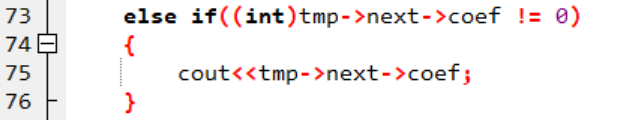 73 else if((int)tmp->next->coef != 0)
74 {
75 cout<<tmp->next->coef;
76 }